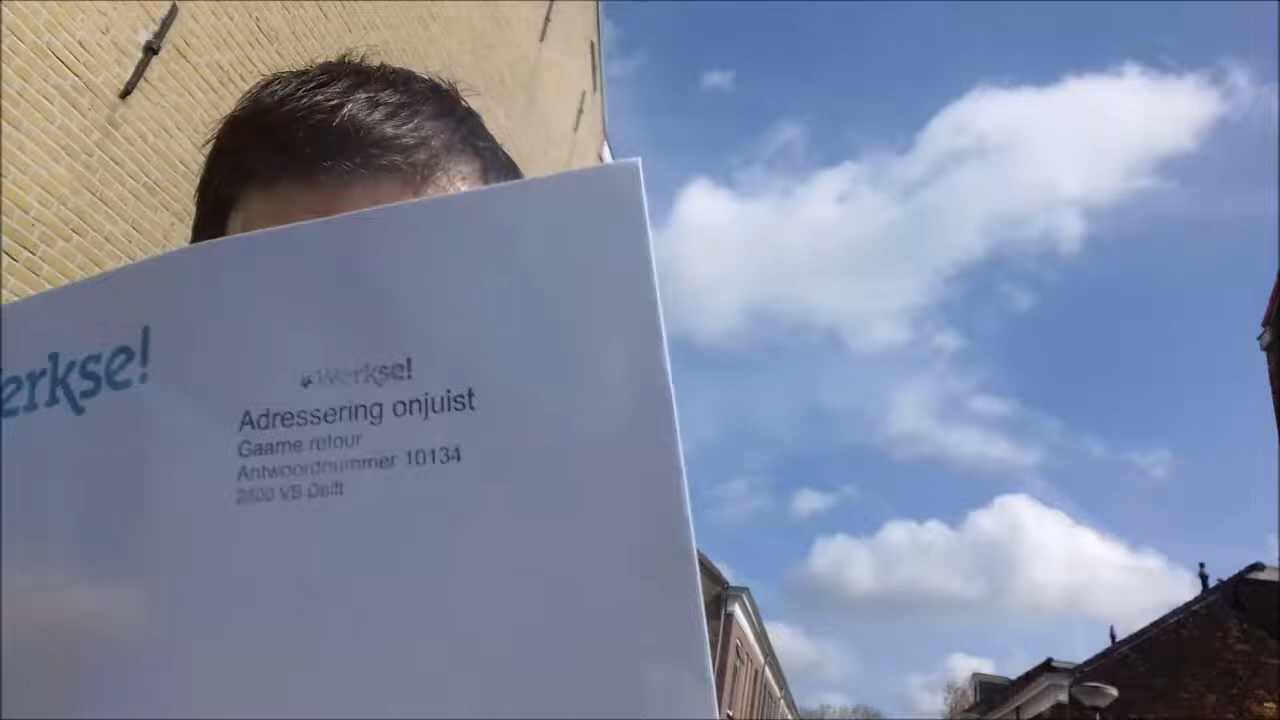 erkse!
Werkse!
Adressering onjuist
Gaarne retour
Antwoordnummer 10134
2600 VB Delft